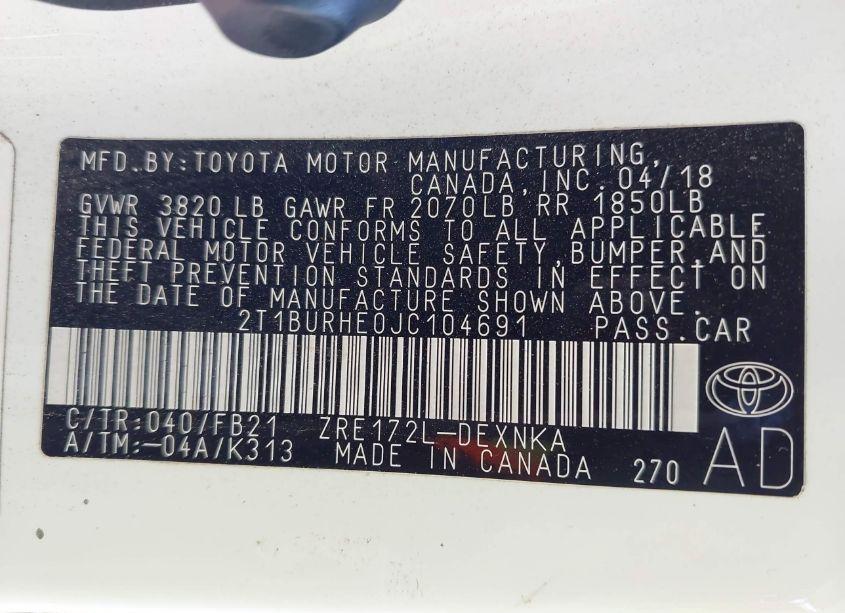 MFD. BY: TOYOTA MOTOR MANUFACTURING,
CANADA, INC. 04/18
GVWR 3820 LB GAWR FR 2070LB RR 1850LB
THIS VEHICLE CONFORMS TO ALL APPLICABLE
FEDERAL MOTOR VEHICLE SAFETY, BUMPER, AND
THEFT PREVENTION STANDARDS IN EFFECT ON
THE DATE OF MANUFACTURE SHOWN ABOVE.
2T1BURHE0JC104691 PASS. CAR
C/TR: 040/FB21 ZRE172L-DEXNKA
A/TM: -04A/K313 MADE IN CANADA 270 AD